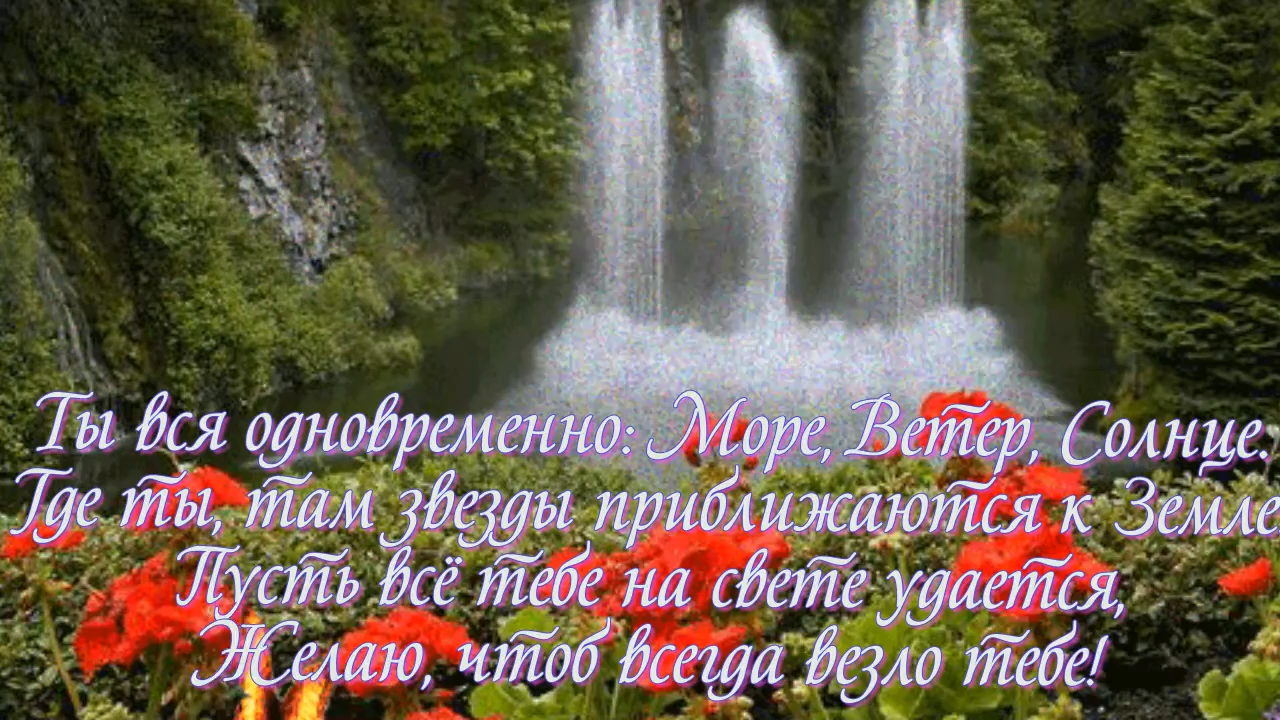 Ты вся одновременно: Море, Ветер, Солнце.
Где ты, там звезды приближаются к Земле
Пусть всё тебе на свете удается,
Желаю, чтоб всегда везло тебе!